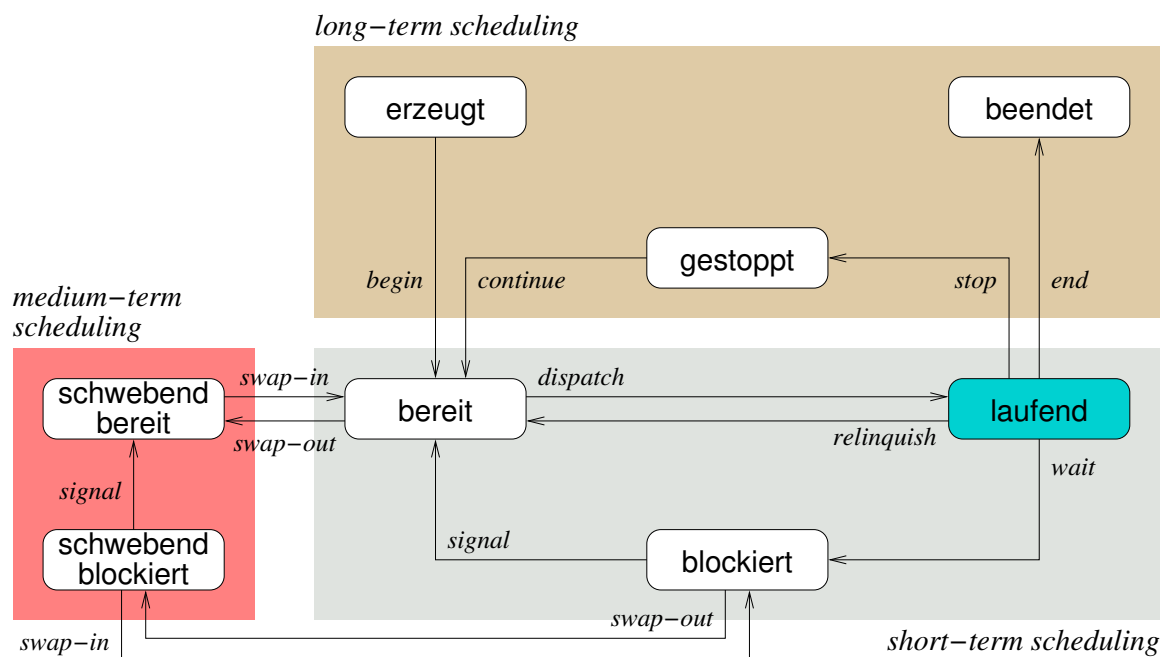 long−term scheduling
erzeugt
beendet
gestoppt
begin
continue
stop
end
medium−term
scheduling
schwebend
bereit
swap−in
bereit
dispatch
laufend
swap−out
relinquish
wait
signal
schwebend
blockiert
signal
blockiert
swap−in
swap−out
short−term scheduling